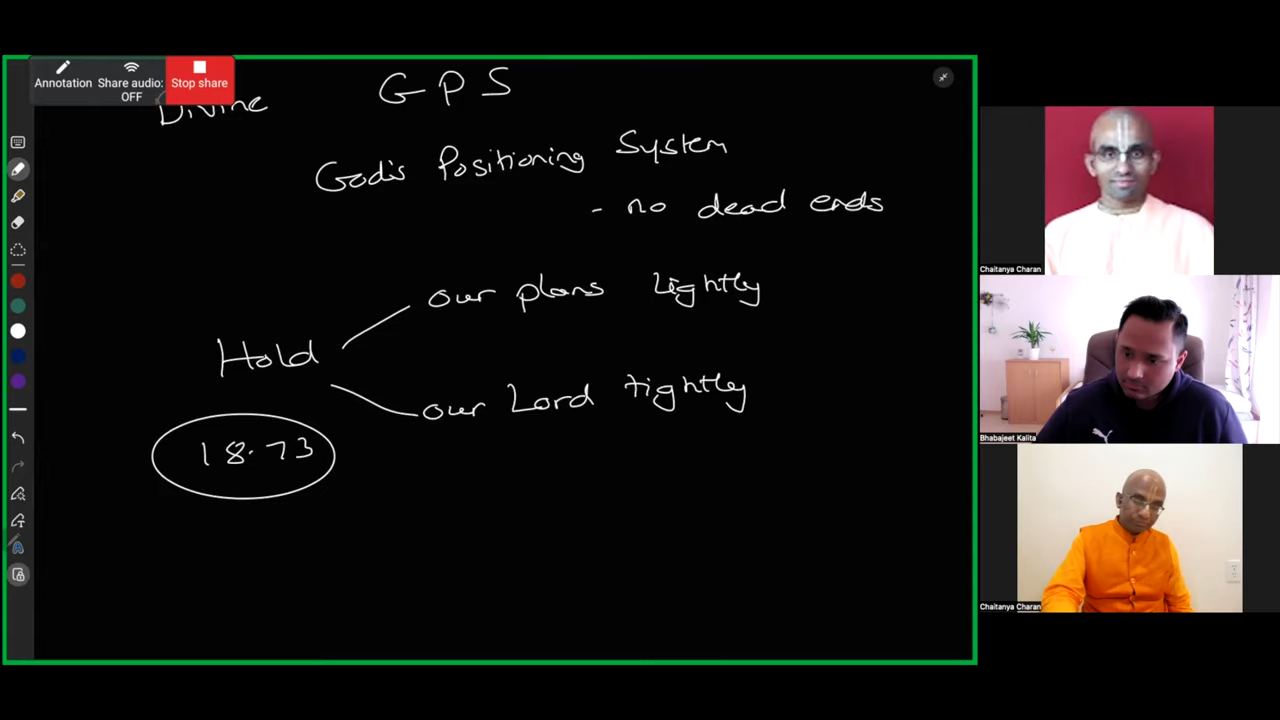 Annotation
Share audio: OFF
Stop share
Divine
G P S
God's Positioning System
- no dead ends
Hold
our plans lightly
our Lord tightly
18.73
Chaitanya Charan
Bhabajeet Kalita
Chaitanya Charan